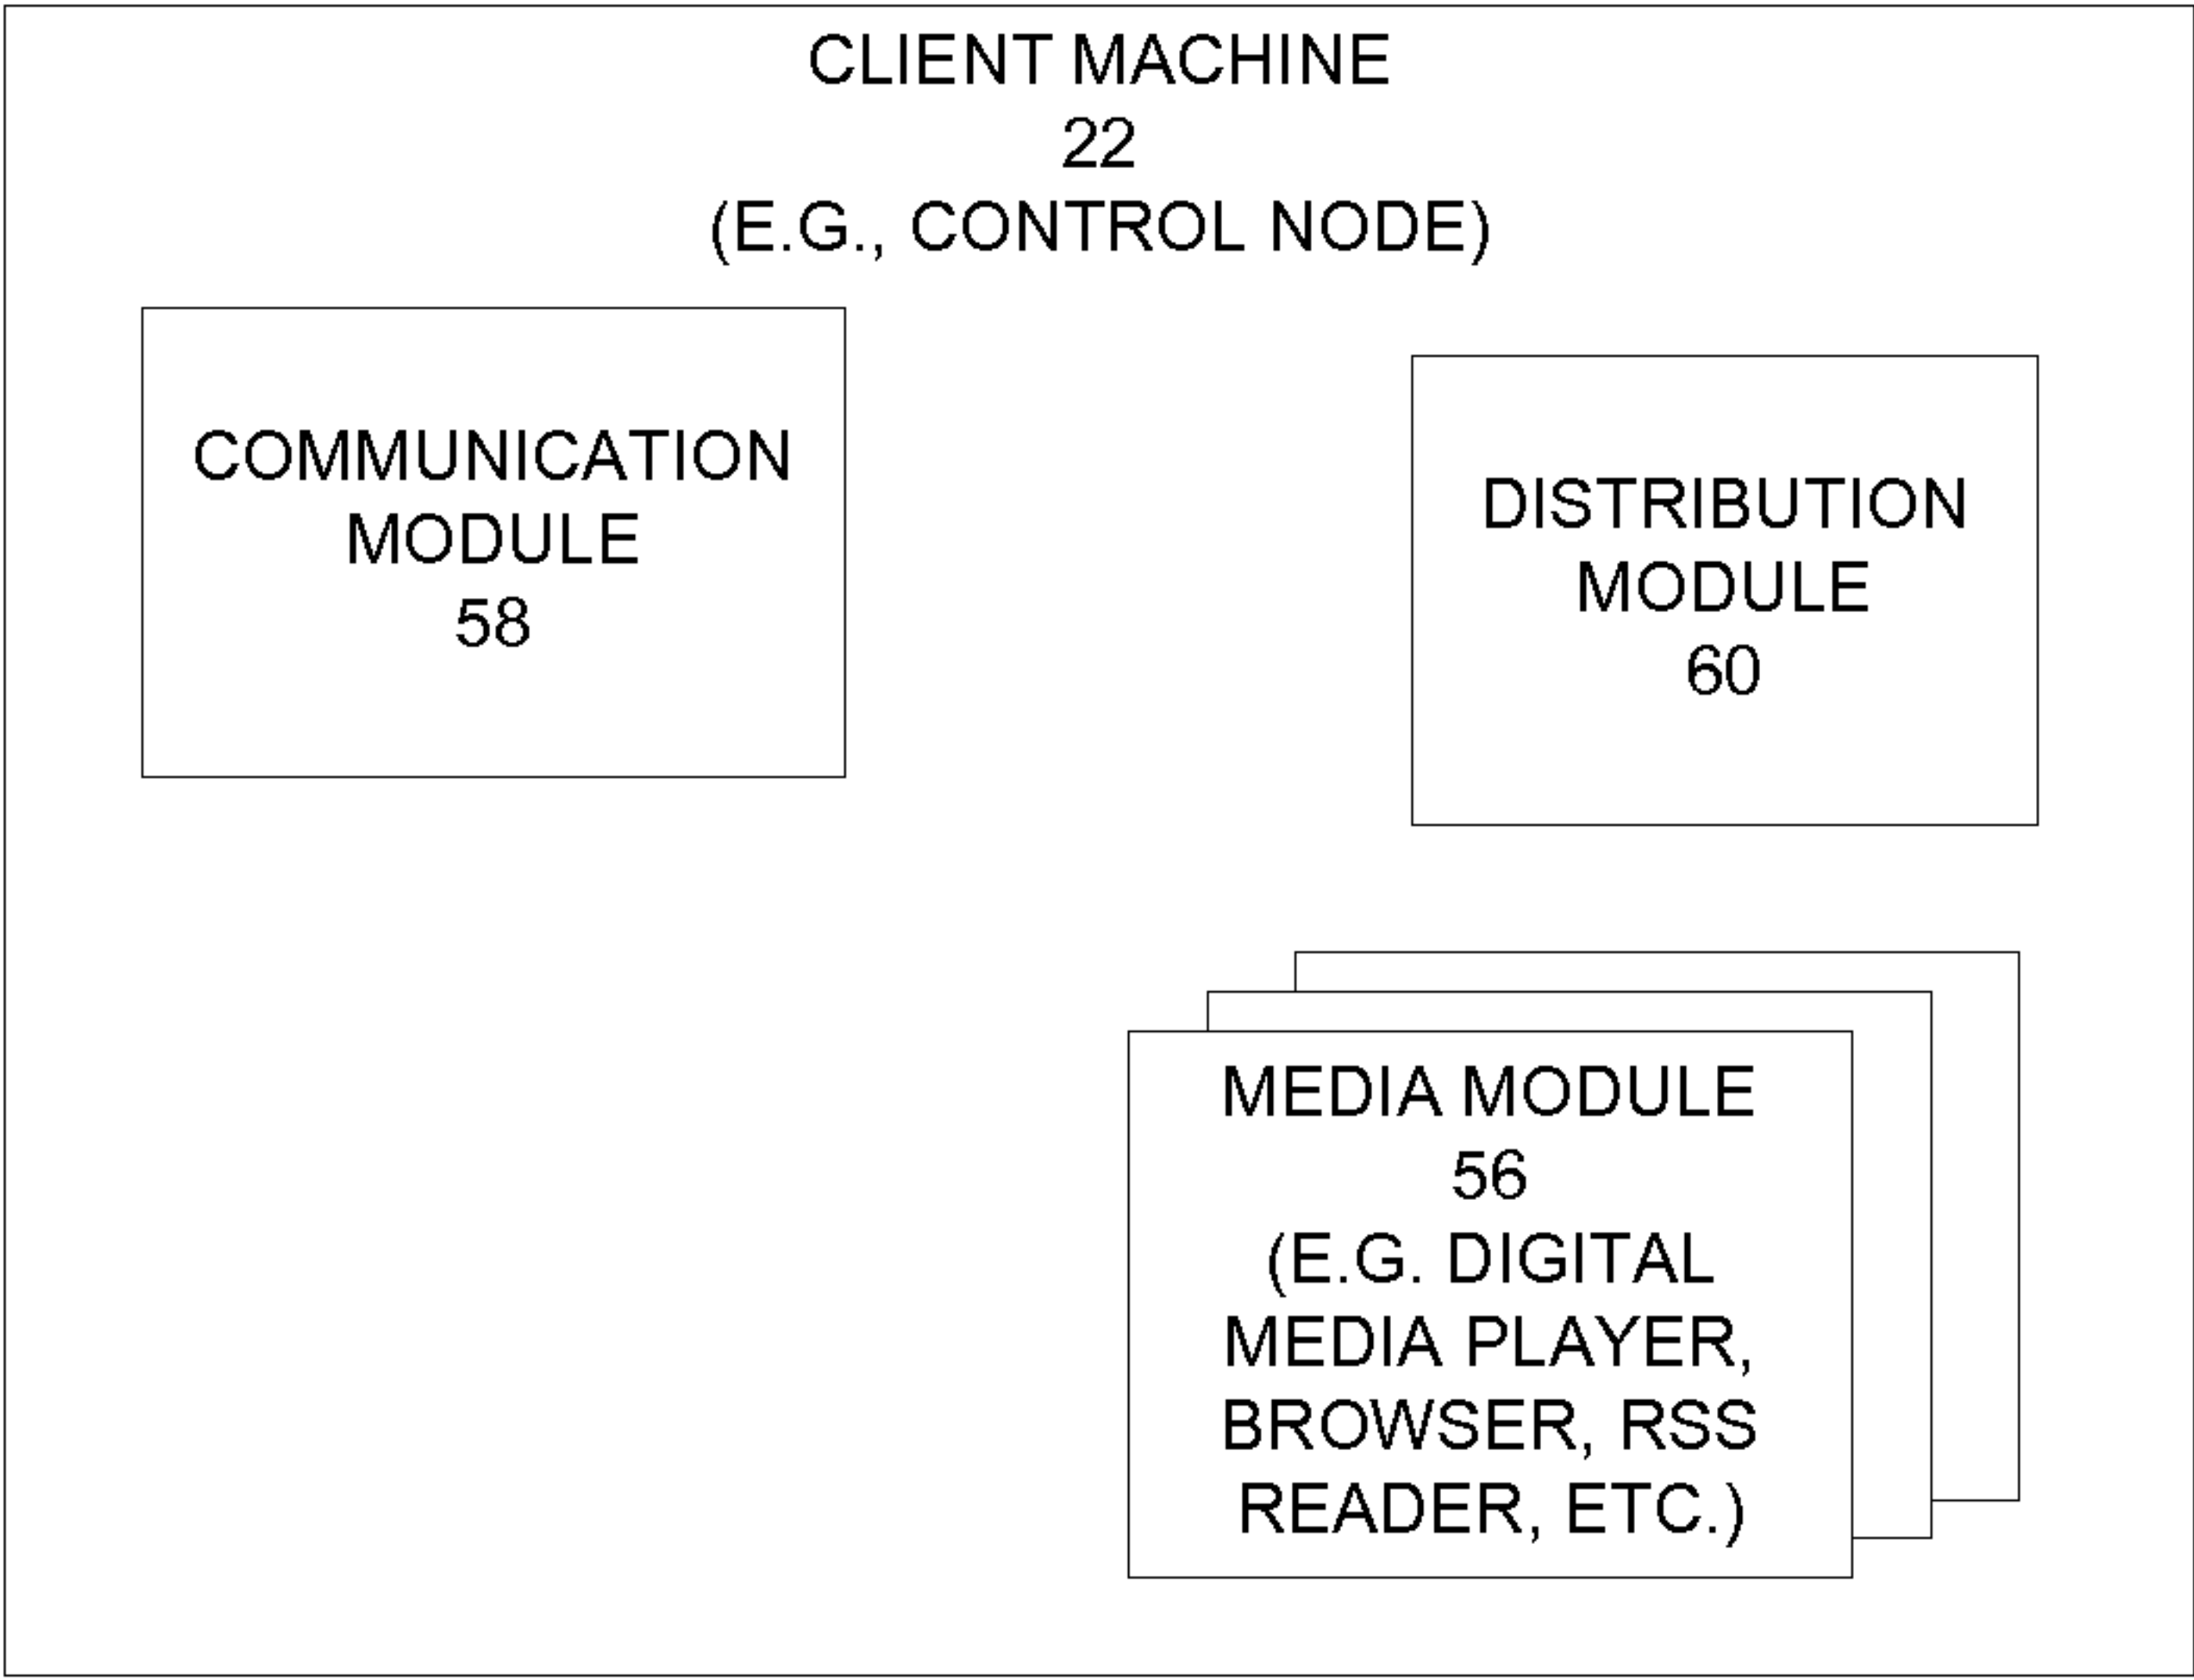 CLIENT MACHINE
22
(E.G., CONTROL NODE)
COMMUNICATION
MODULE
58
DISTRIBUTION
MODULE
60
MEDIA MODULE
56
(E.G. DIGITAL
MEDIA PLAYER,
BROWSER, RSS
READER, ETC.)